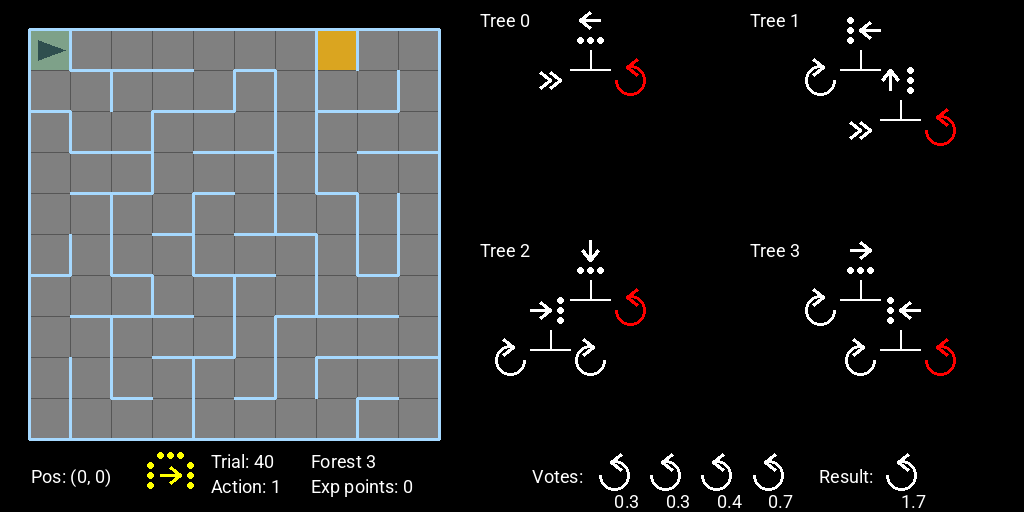 Tree 0
Tree 1
Tree 2
Tree 3
Pos: (0, 0)
Trial: 40
Action: 1
Forest 3
Exp points: 0
Votes:
0.3
0.3
0.4
0.7
Result:
1.7